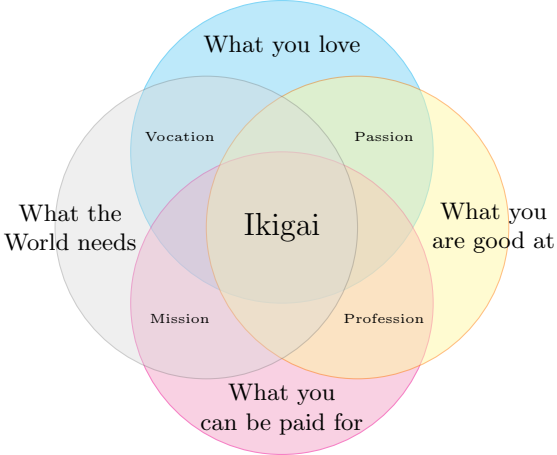 What you love
Vocation
Passion
What the
World needs
Ikigai
What you
are good at
Mission
Profession
What you
can be paid for